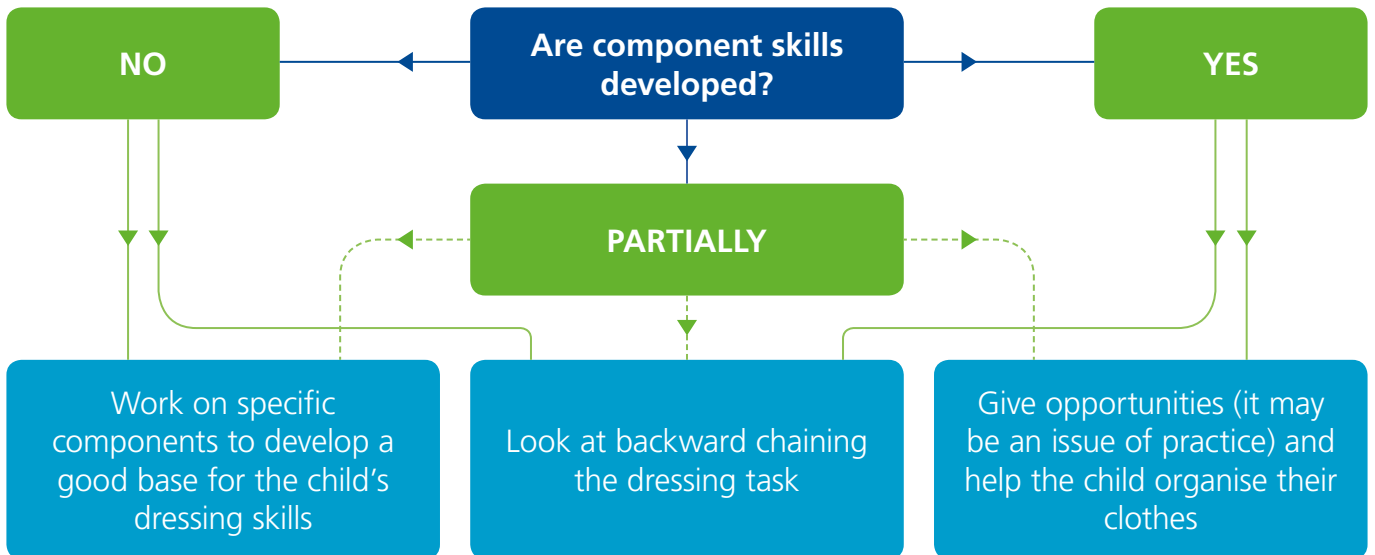 NO
Are component skills
developed?
YES
PARTIALLY
Work on specific
components to develop a
good base for the child’s
dressing skills
Look at backward chaining
the dressing task
Give opportunities (it may
be an issue of practice) and
help the child organise their
clothes